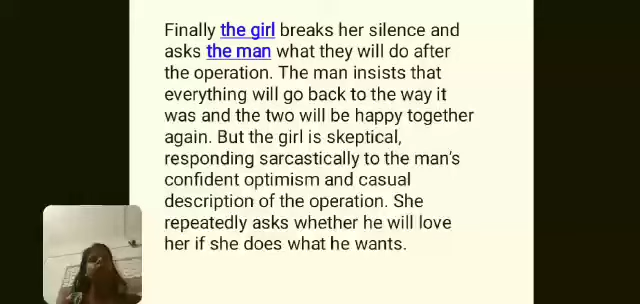 Finally the girl breaks her silence and
asks the man what they will do after
the operation. The man insists that
everything will go back to the way it
was and the two will be happy together
again. But the girl is skeptical,
responding sarcastically to the man's
confident optimism and casual
description of the operation. She
repeatedly asks whether he will love
her if she does what he wants.